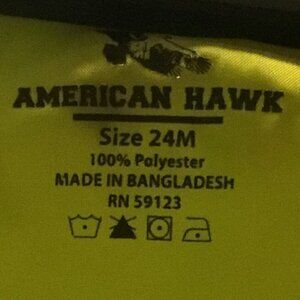 AMERICAN HAWK
Size 24M
100% Polyester
MADE IN BANGLADESH
RN 59123